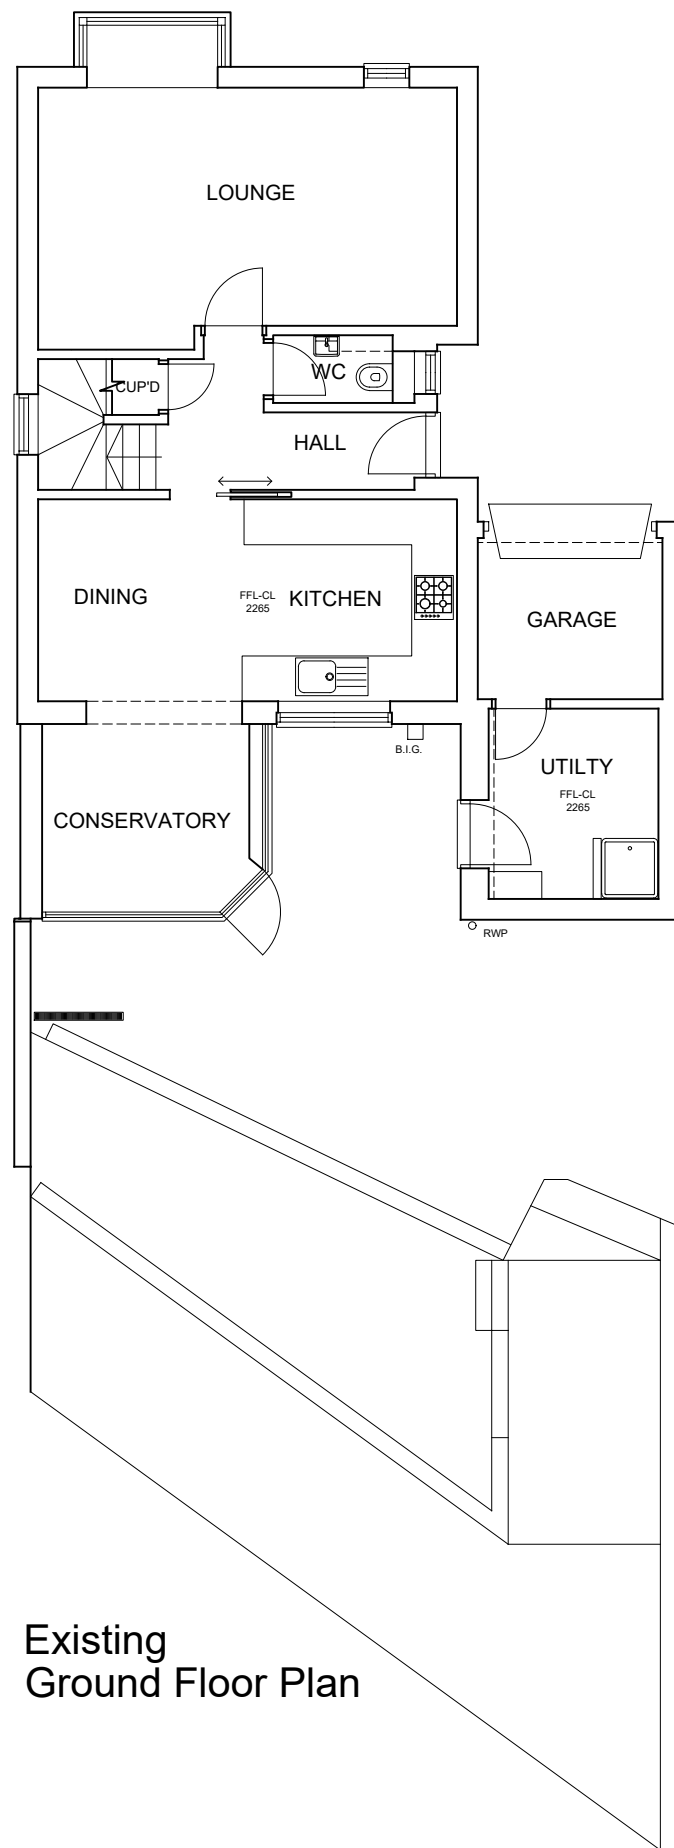 LOUNGE
CUP'D
WC
HALL
DINING
FFL-CL
2265
KITCHEN
GARAGE
B.I.G.
UTILTY
FFL-CL
2265
CONSERVATORY
RWP
Existing
Ground Floor Plan